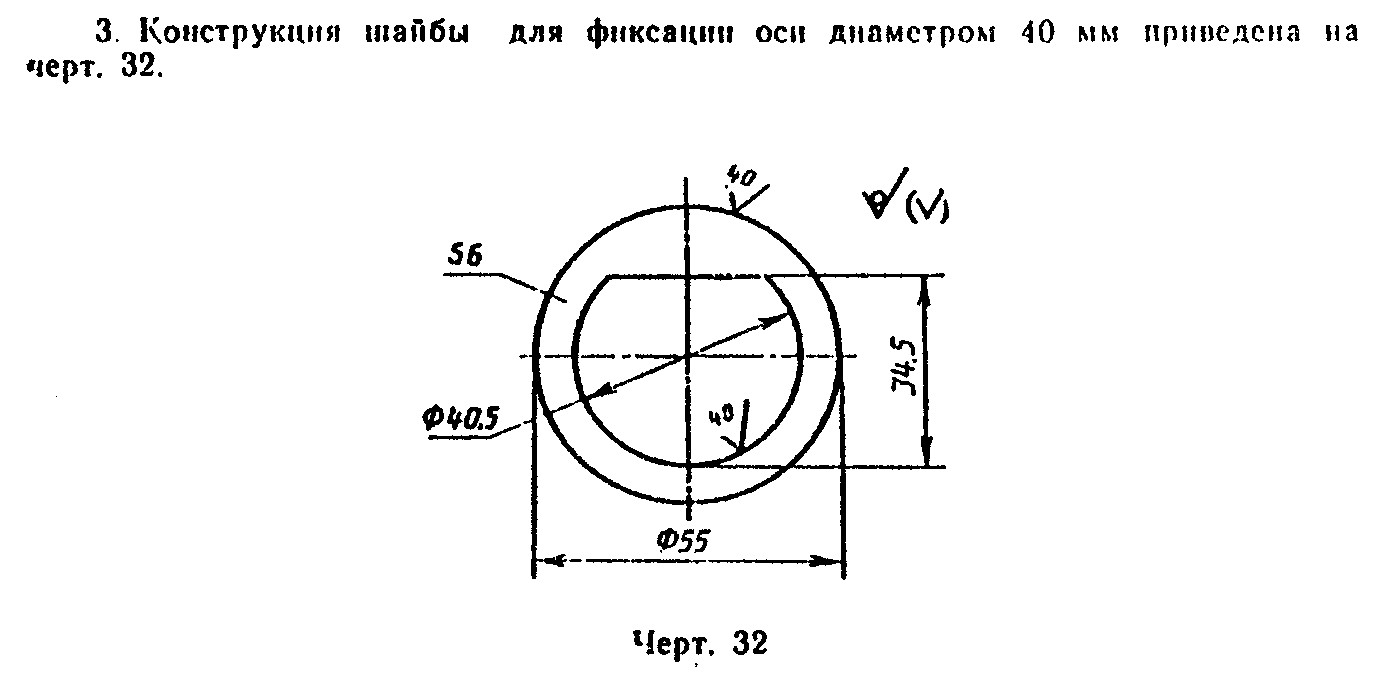 3. Конструкция шайбы для фиксации оси диаметром 40 мм приведена на
черт. 32.
40
(√)
S6
34.5
Ф40.5
40
Ф55
Черт. 32